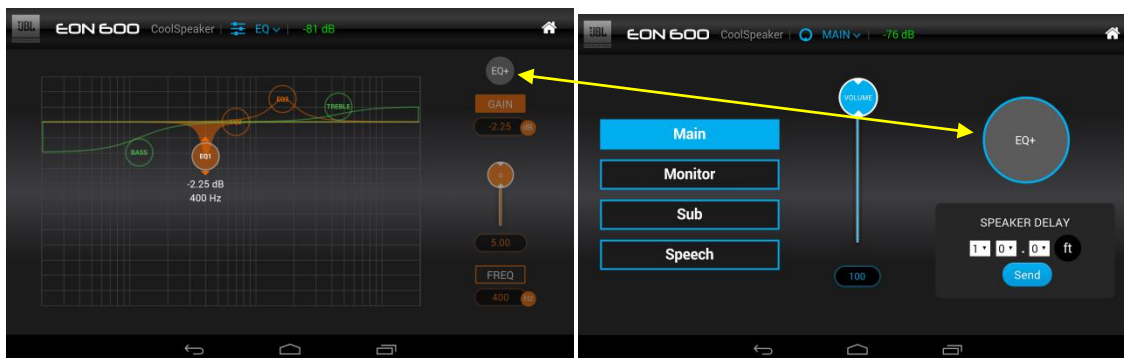 JBL EON 600 CoolSpeaker | EQ | -81 dB
EQ+
GAIN
-2.25 dB
EQ3
TREBLE
EQ2
BASS
EQ1
-2.25 dB
400 Hz
Q
5.00
FREQ
400 Hz
JBL EON 600 CoolSpeaker | MAIN | -76 dB
VOLUME
Main
Monitor
Sub
Speech
100
EQ+
SPEAKER DELAY
1 0 . 0 ft
Send